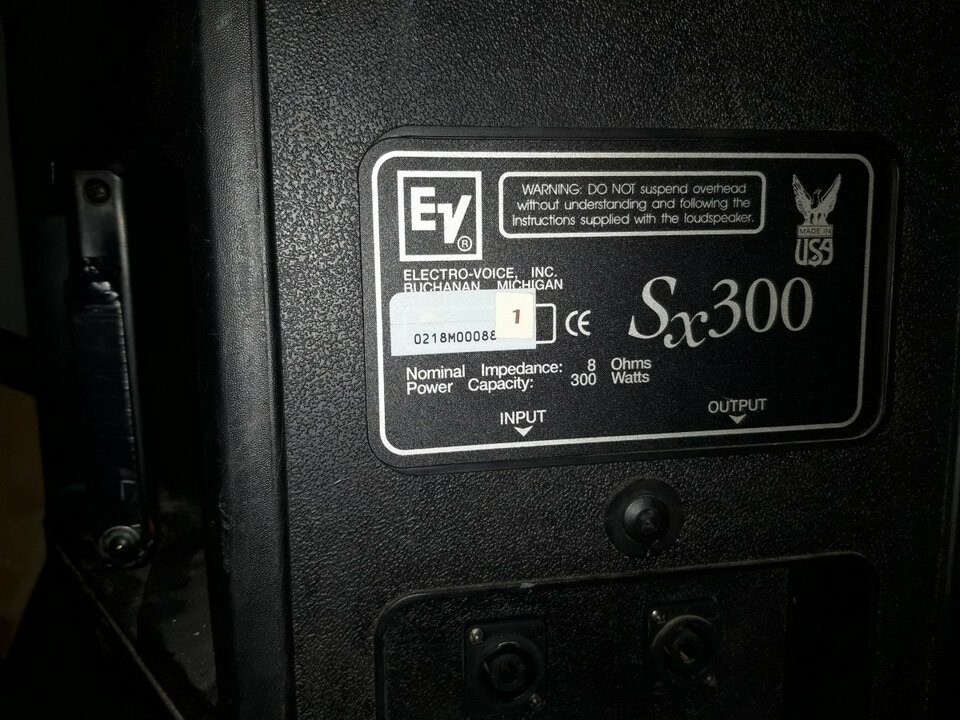 EV®
WARNING: DO NOT suspend overhead
without understanding and following the
instructions supplied with the loudspeaker.
MADE IN
USA
ELECTRO-VOICE, INC.
BUCHANAN MICHIGAN
1
CE
Sx300
Nominal Impedance: 8 Ohms
Power Capacity: 300 Watts
INPUT
OUTPUT